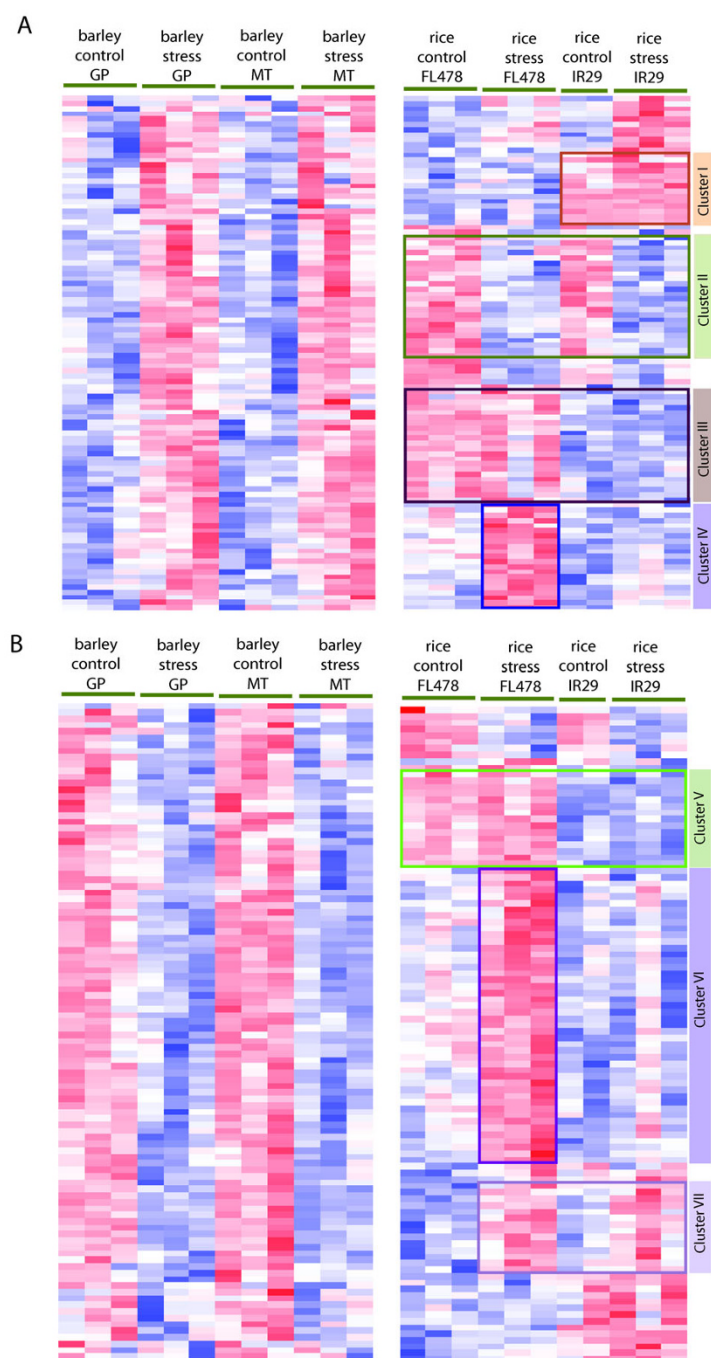 A
barley
control
GP
barley
stress
GP
barley
control
MT
barley
stress
MT
rice
control
FL478
rice
stress
FL478
rice
control
IR29
rice
stress
IR29
Cluster I
Cluster II
Cluster III
Cluster IV
B
barley
control
GP
barley
stress
GP
barley
control
MT
barley
stress
MT
rice
control
FL478
rice
stress
FL478
rice
control
IR29
rice
stress
IR29
Cluster V
Cluster VI
Cluster VII